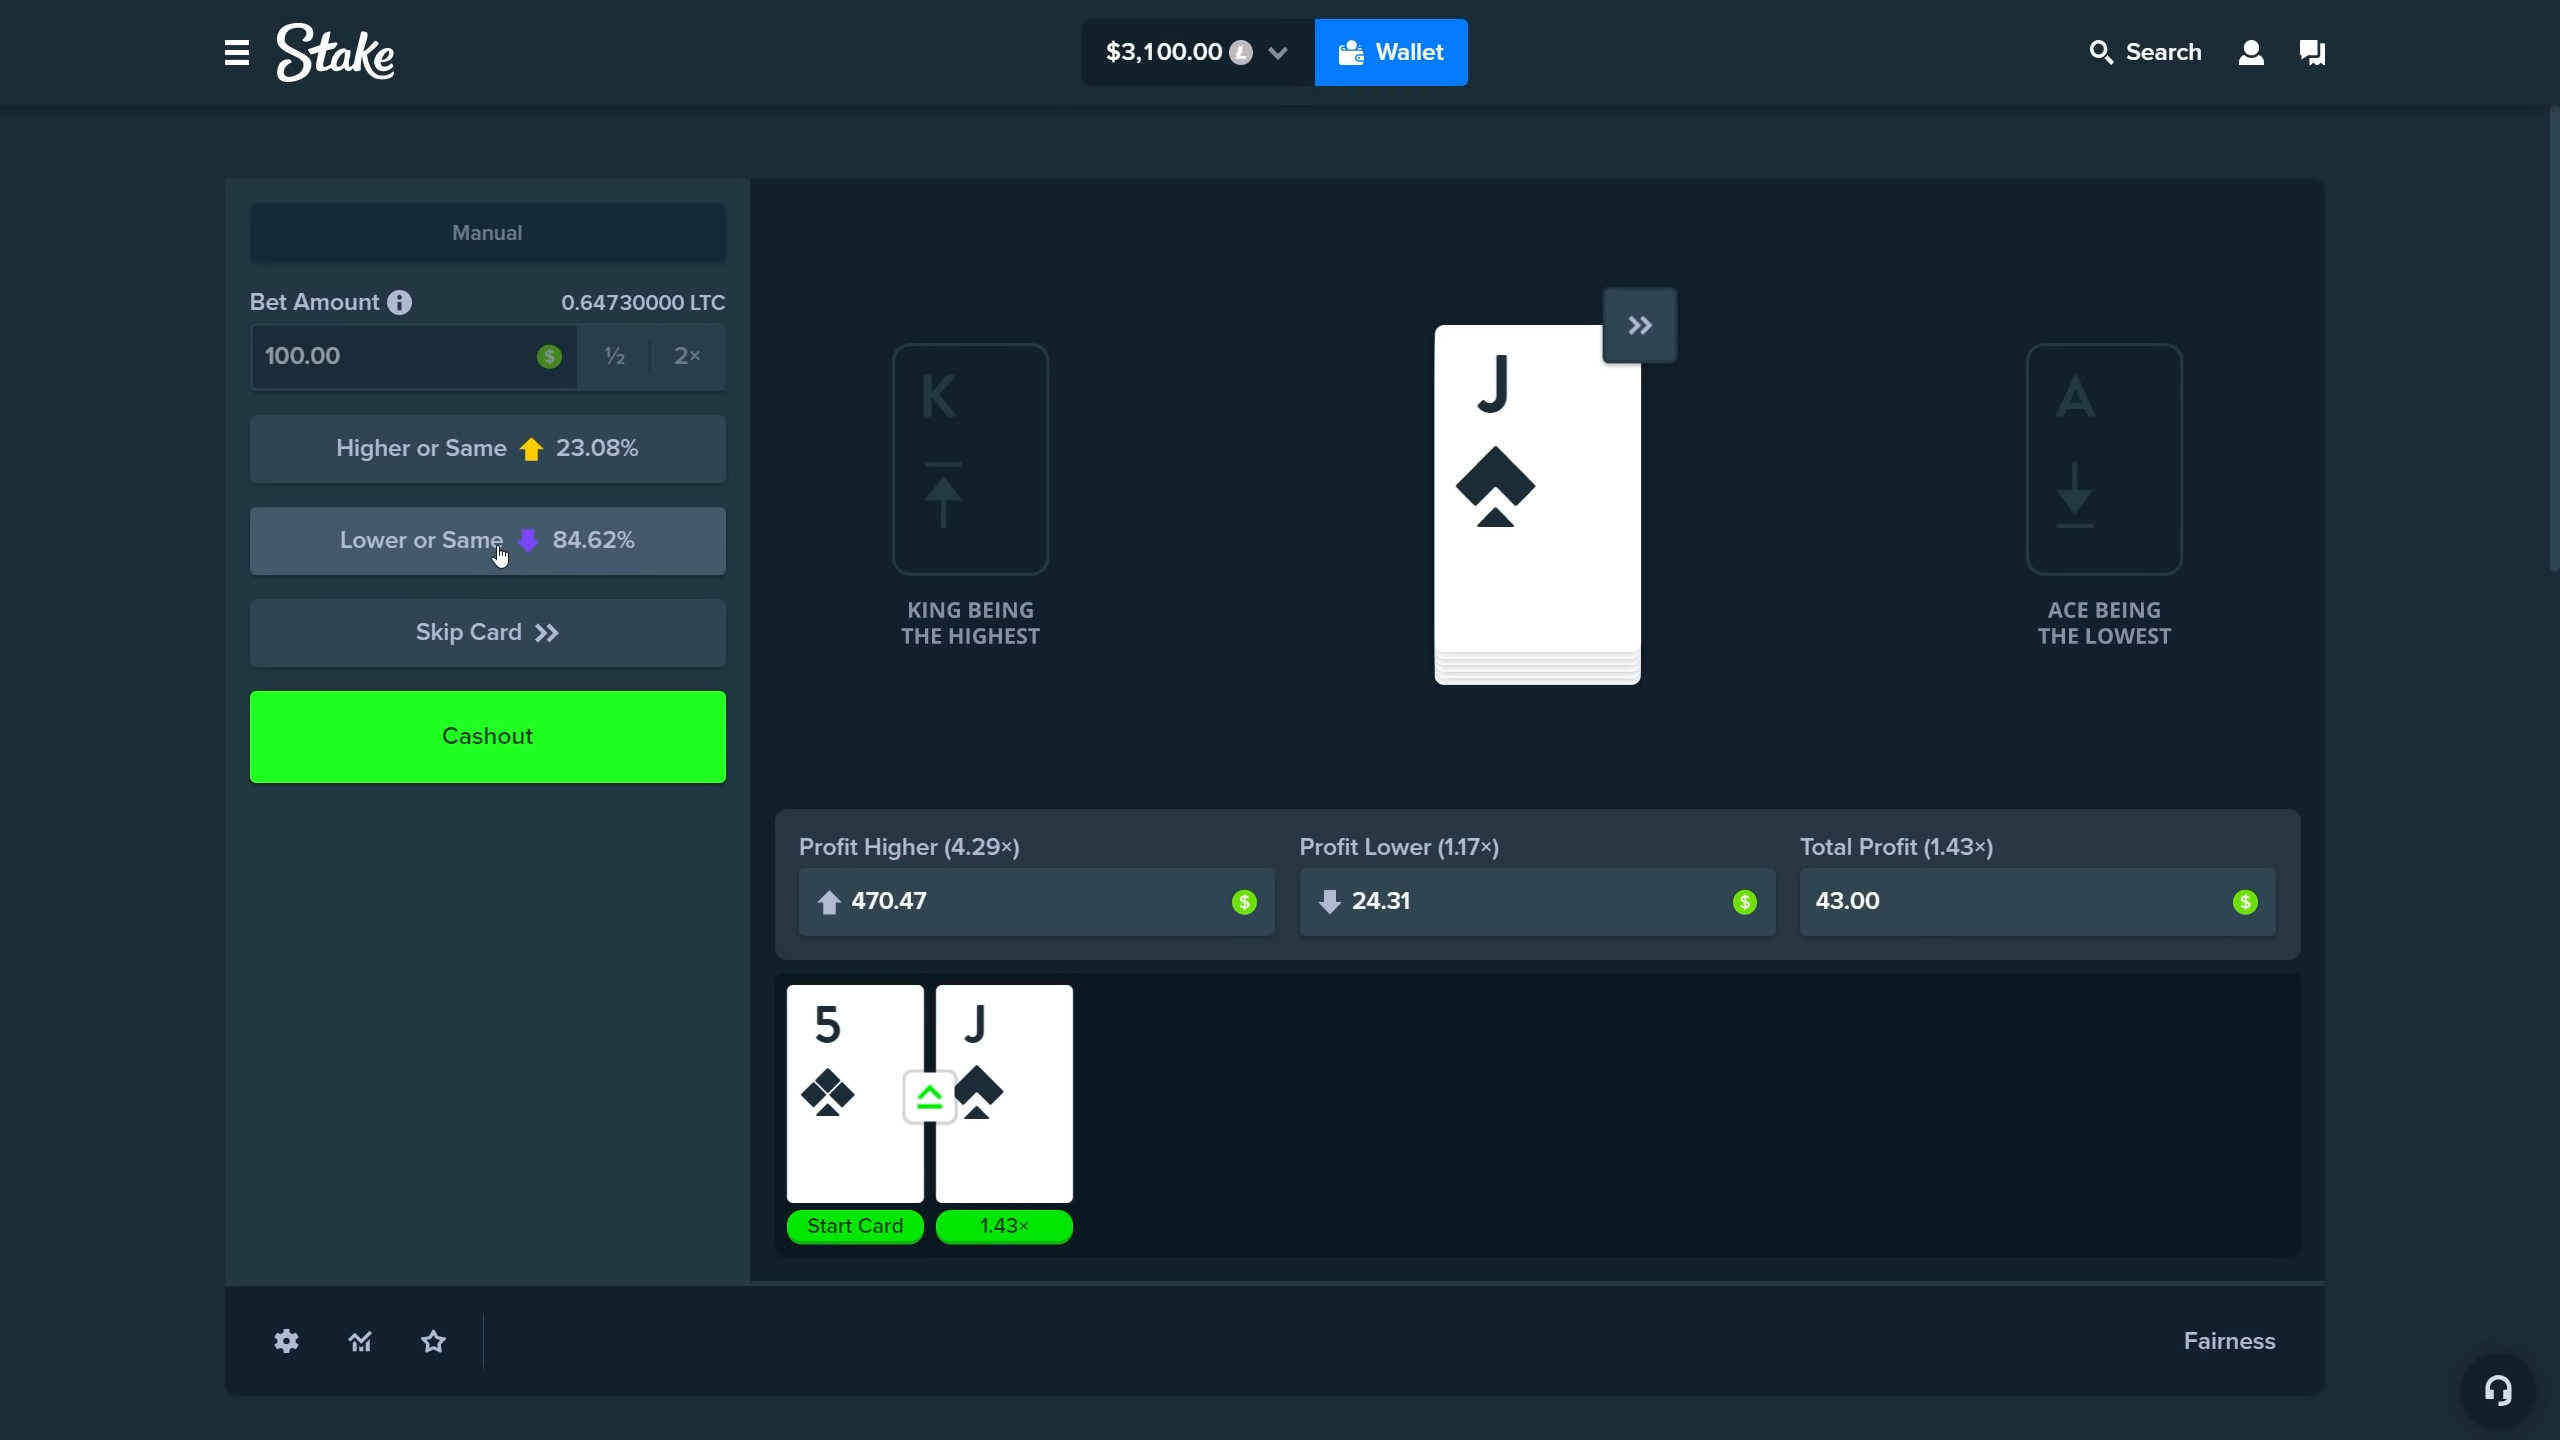 Stake
$3,100.00
Wallet
Search
Manual
Bet Amount 0.64730000 LTC
100.00 $ ½ 2×
Higher or Same 23.08%
Lower or Same 84.62%
Skip Card
Cashout
K
KING BEING
THE HIGHEST
J
A
ACE BEING
THE LOWEST
Profit Higher (4.29×)
470.47 $
Profit Lower (1.17×)
24.31 $
Total Profit (1.43×)
43.00 $
5
Start Card
J
1.43×
Fairness